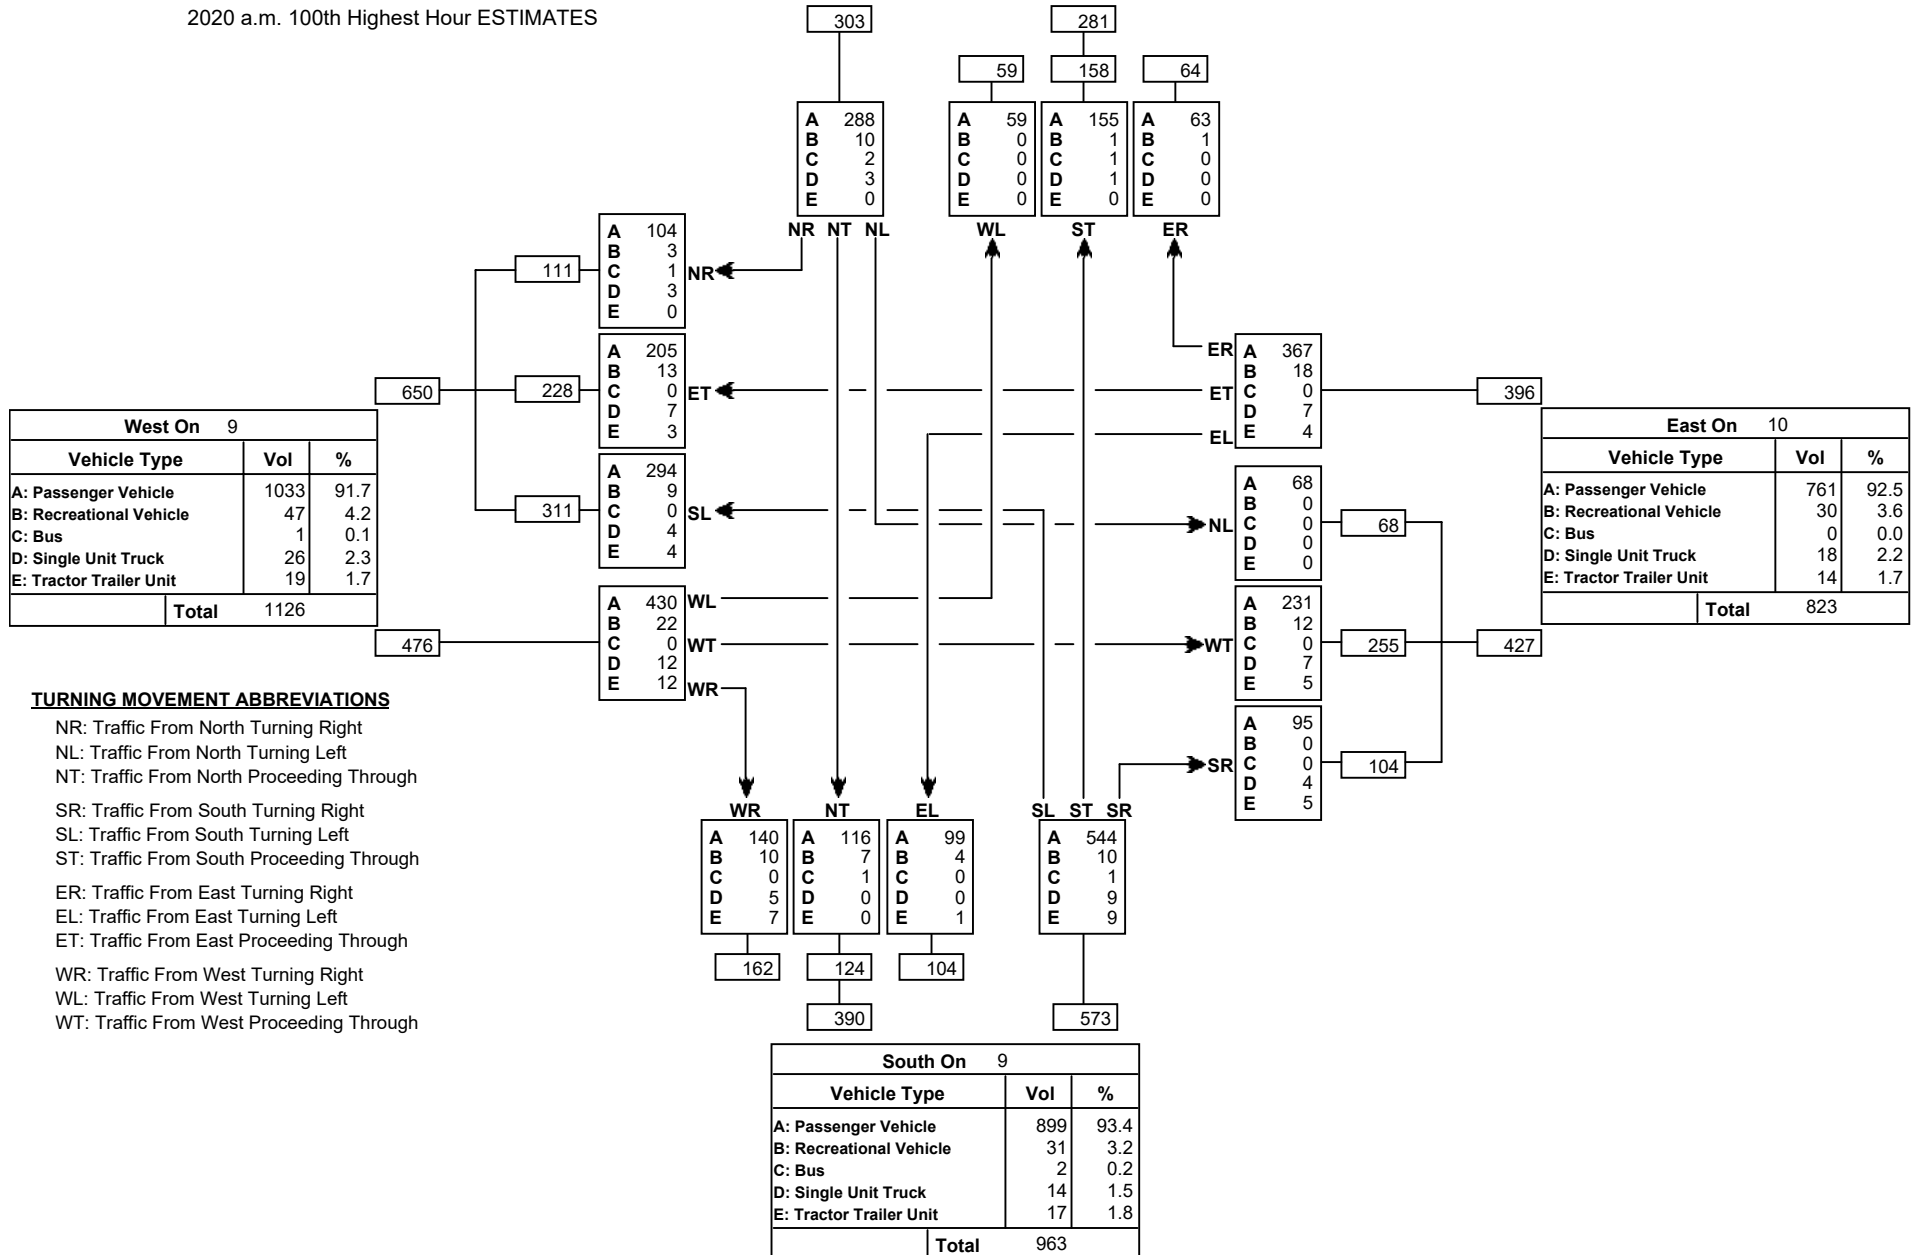 2020 a.m. 100th Highest Hour ESTIMATES
303
281
59
158
64
A 288
B 10
C 2
D 3
E 0
A 59
B 0
C 0
D 0
E 0
A 155
B 1
C 1
D 1
E 0
A 63
B 1
C 0
D 0
E 0
NR NT NL
WL
ST
ER
A 104
B 3
C 1
D 3
E 0
111
NR
A 205
B 13
C 0
D 7
E 3
650
228
ET
A 294
B 9
C 0
D 4
E 4
311
SL
A 430
B 22
C 0
D 12
E 12
476
WL
WT
WR
West On 9
Vehicle Type Vol %
A: Passenger Vehicle 1033 91.7
B: Recreational Vehicle 47 4.2
C: Bus 1 0.1
D: Single Unit Truck 26 2.3
E: Tractor Trailer Unit 19 1.7
Total 1126
ER
ET
EL
A 367
B 18
C 0
D 7
E 4
396
NL
A 68
B 0
C 0
D 0
E 0
68
WT
A 231
B 12
C 0
D 7
E 5
255
427
SR
A 95
B 0
C 0
D 4
E 5
104
East On 10
Vehicle Type Vol %
A: Passenger Vehicle 761 92.5
B: Recreational Vehicle 30 3.6
C: Bus 0 0.0
D: Single Unit Truck 18 2.2
E: Tractor Trailer Unit 14 1.7
Total 823
TURNING MOVEMENT ABBREVIATIONS
NR: Traffic From North Turning Right
NL: Traffic From North Turning Left
NT: Traffic From North Proceeding Through
SR: Traffic From South Turning Right
SL: Traffic From South Turning Left
ST: Traffic From South Proceeding Through
ER: Traffic From East Turning Right
EL: Traffic From East Turning Left
ET: Traffic From East Proceeding Through
WR: Traffic From West Turning Right
WL: Traffic From West Turning Left
WT: Traffic From West Proceeding Through
WR
NT
EL
SL ST SR
A 140
B 10
C 0
D 5
E 7
A 116
B 7
C 1
D 0
E 0
A 99
B 4
C 0
D 0
E 1
A 544
B 10
C 1
D 9
E 9
162
124
104
390
573
South On 9
Vehicle Type Vol %
A: Passenger Vehicle 899 93.4
B: Recreational Vehicle 31 3.2
C: Bus 2 0.2
D: Single Unit Truck 14 1.5
E: Tractor Trailer Unit 17 1.8
Total 963